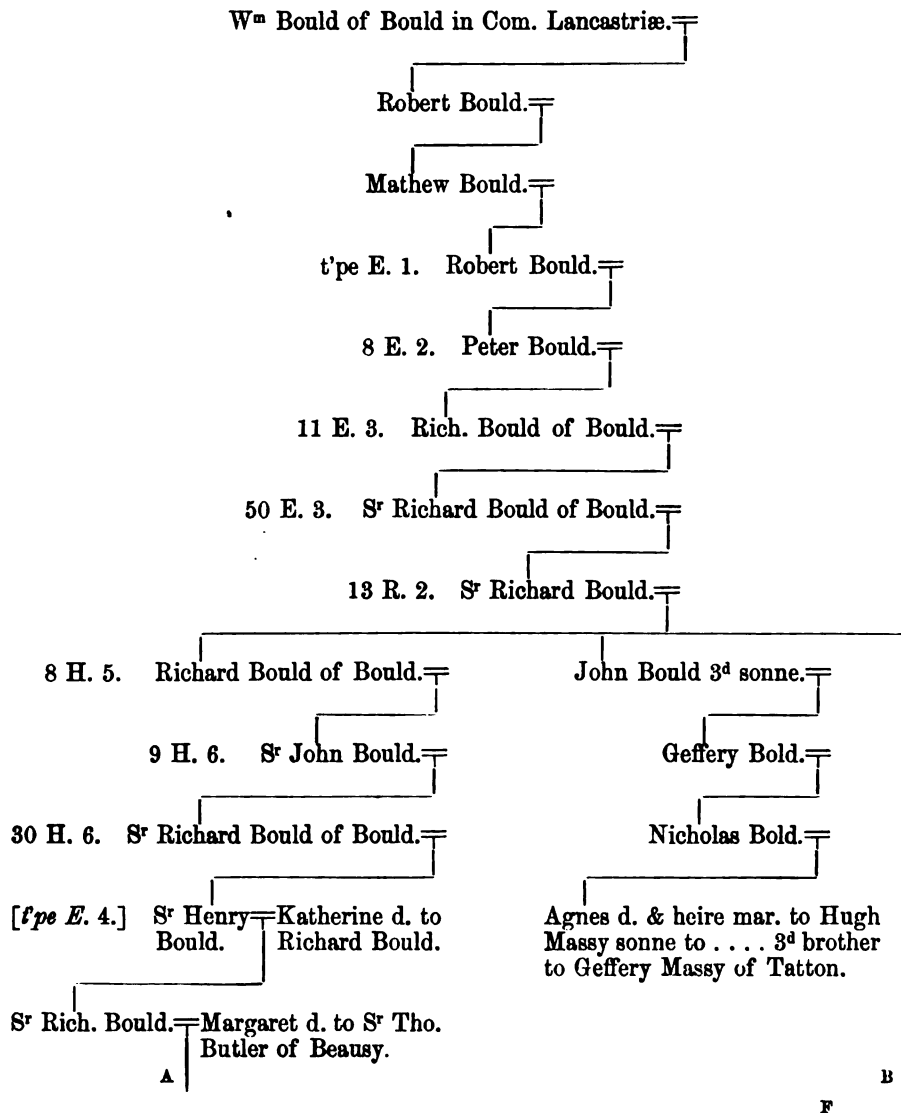 Wm Bould of Bould in Com. Lancastriæ.
Robert Bould.
Mathew Bould.
t'pe E. 1. Robert Bould.
8 E. 2. Peter Bould.
11 E. 3. Rich. Bould of Bould.
50 E. 3. Sr Richard Bould of Bould.
13 R. 2. Sr Richard Bould.
8 H. 5. Richard Bould of Bould. John Bould 3d sonne.
9 H. 6. Sr John Bould. Geffery Bold.
30 H. 6. Sr Richard Bould of Bould. Nicholas Bold.
[t'pe E. 4.] Sr Henry Bould.
Katherine d. to
Richard Bould.
Agnes d. & heire mar. to Hugh
Massy sonne to .... 3d brother
to Geffery Massy of Tatton.
Sr Rich. Bould. Margaret d. to Sr Tho.
Butler of Beausy.
A B
F